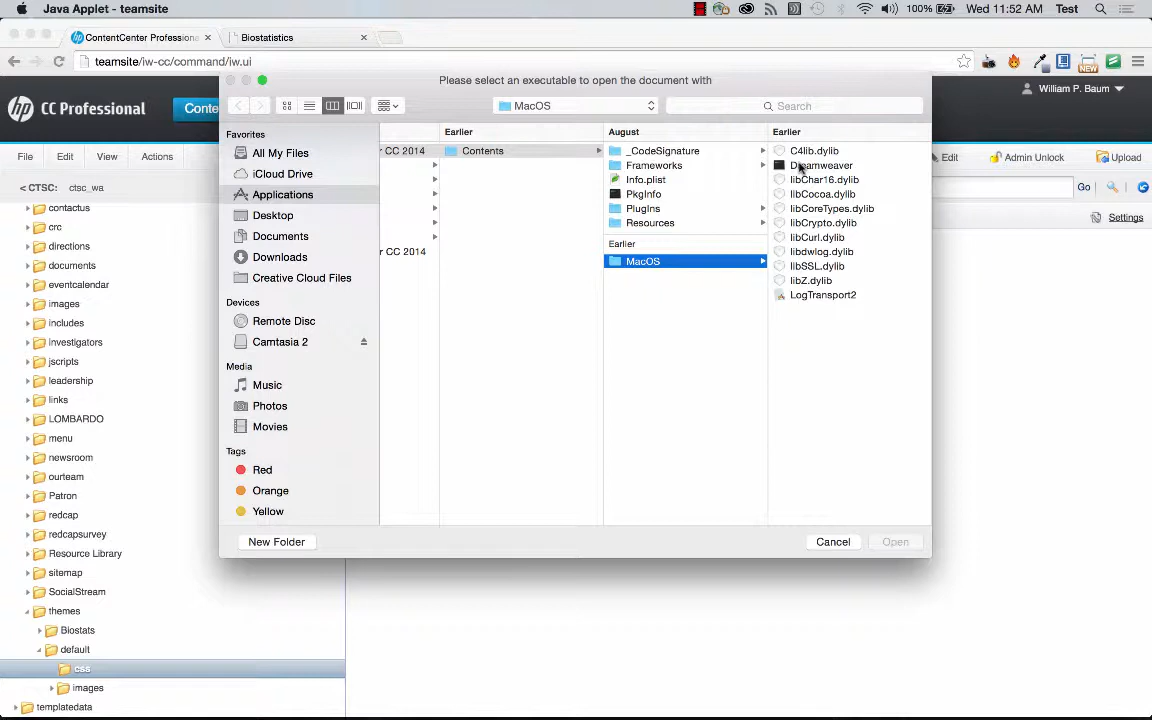 Java Applet - teamsite
100%
Wed 11:52 AM
Test
ContentCenter Professiona
Biostatistics
teamsite/iw-cc/command/iw.ui
NEW
Please select an executable to open the document with
hp CC Professional
Conte
William P. Baum
MacOS
Search
File
Edit
View
Actions
Edit
Admin Unlock
Upload
< CTSC:
ctsc_wa
Go
Settings
contactus
crc
directions
documents
eventcalendar
images
includes
investigators
jscripts
leadership
links
LOMBARDO
menu
newsroom
ourteam
Patron
redcap
redcapsurvey
Resource Library
sitemap
SocialStream
themes
Biostats
default
css
images
templatedata
Favorites
All My Files
iCloud Drive
Applications
Desktop
Documents
Downloads
Creative Cloud Files
Devices
Remote Disc
Camtasia 2
Media
Music
Photos
Movies
Tags
Red
Orange
Yellow
r CC 2014
r CC 2014
Earlier
Contents
August
_CodeSignature
Frameworks
Info.plist
PkgInfo
PlugIns
Resources
Earlier
MacOS
Earlier
C4lib.dylib
Dreamweaver
libChar16.dylib
libCocoa.dylib
libCoreTypes.dylib
libCrypto.dylib
libCurl.dylib
libdwlog.dylib
libSSL.dylib
libZ.dylib
LogTransport2
New Folder
Cancel
Open